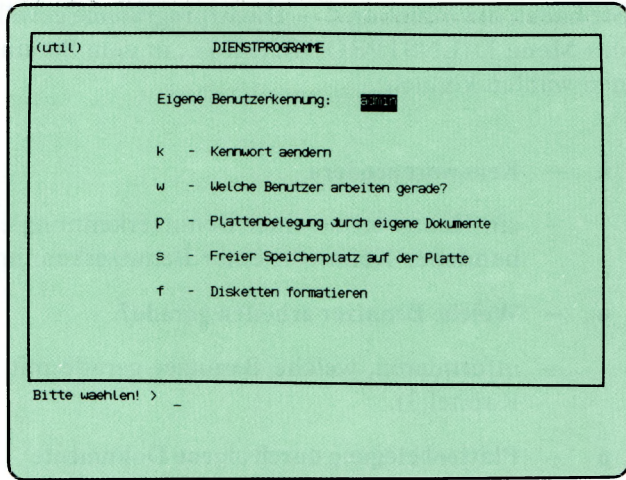 (util) DIENSTPROGRAMME
Eigene Benutzerkennung: admin
k - Kennwort aendern
w - Welche Benutzer arbeiten gerade?
p - Plattenbelegung durch eigene Dokumente
s - Freier Speicherplatz auf der Platte
f - Disketten formatieren
Bitte waehlen! > _